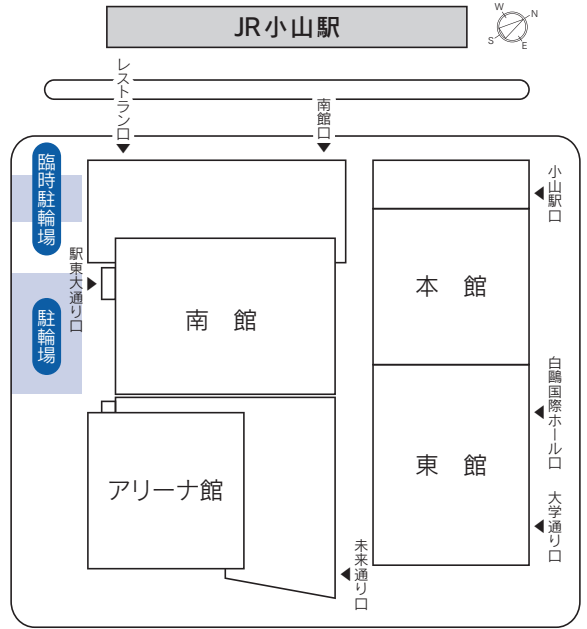 JR小山駅
W
N
S
E
レストラン口
南館口
臨時駐輪場
小山駅口
駅東大通り口
本 館
南 館
駐輪場
白鷗国際ホール口
東 館
アリーナ館
大学通り口
未来通り口